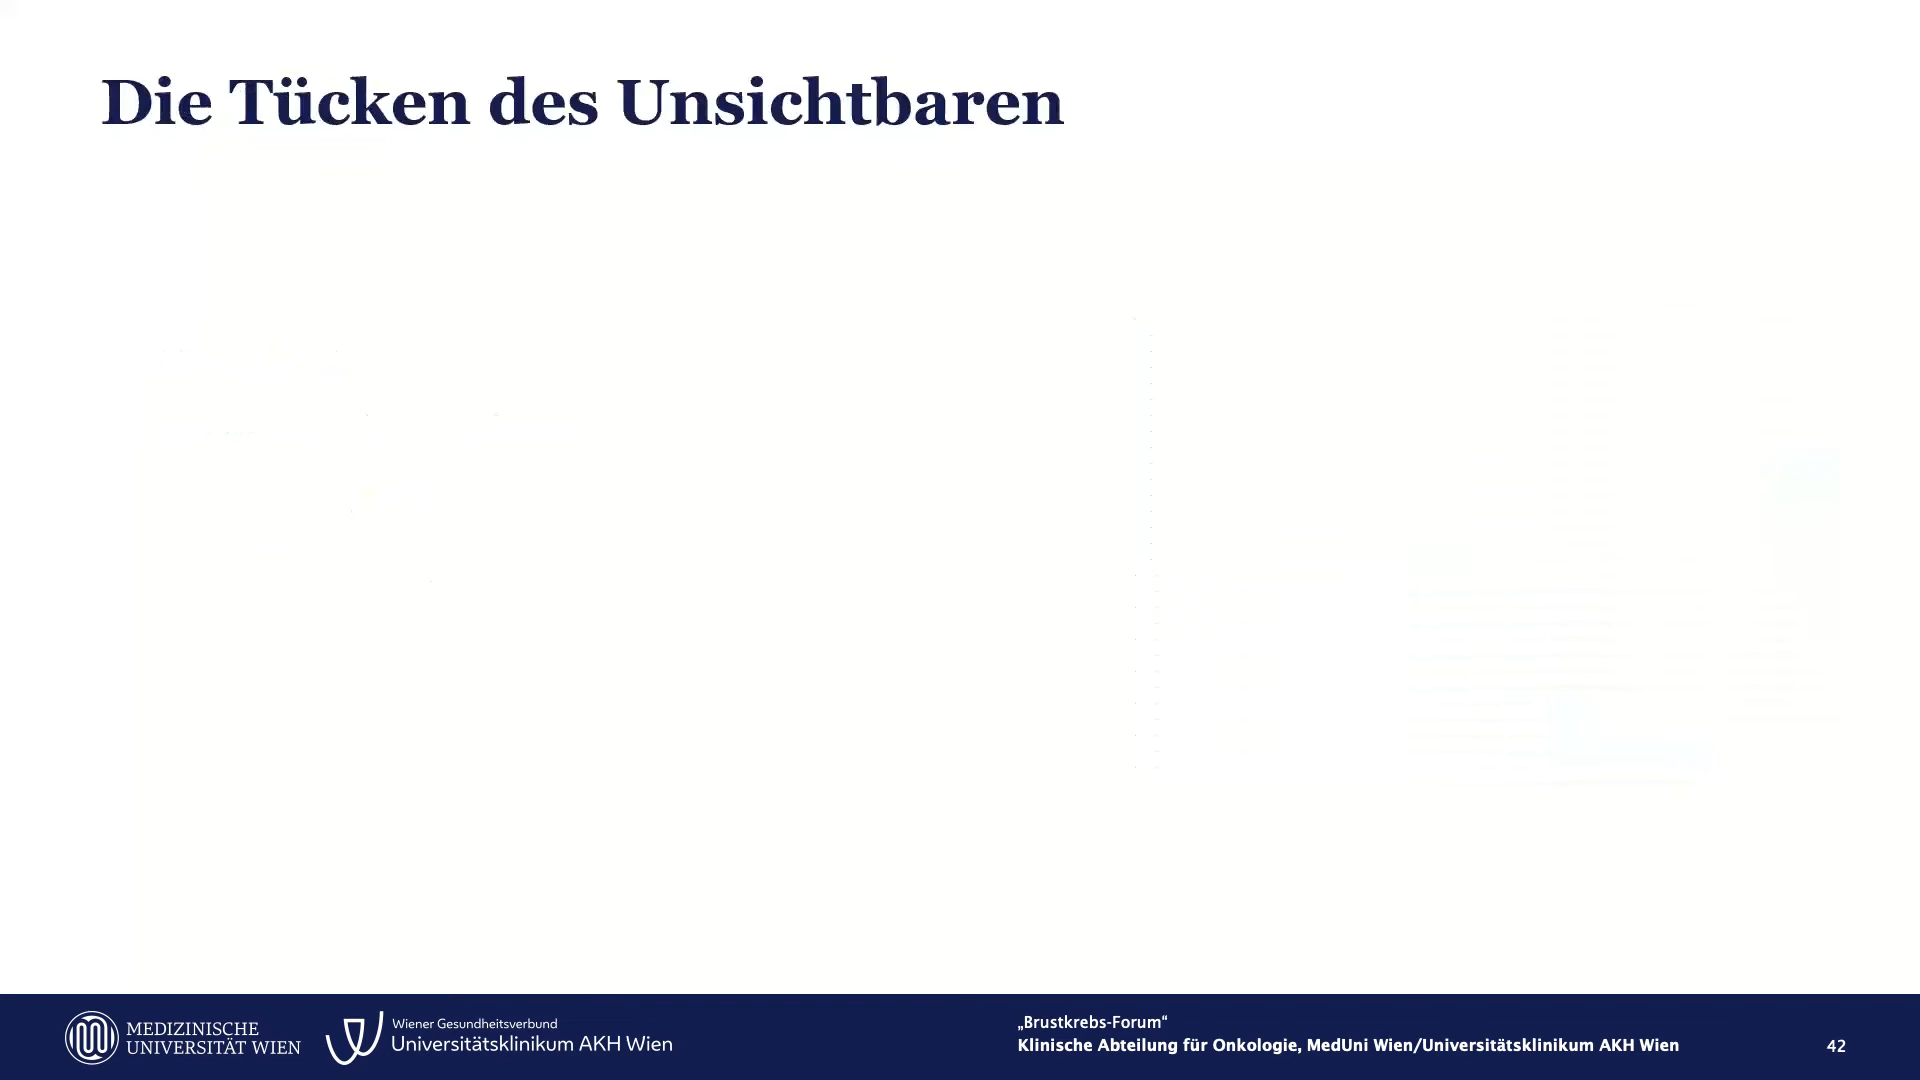 Die Tücken des Unsichtbaren
MEDIZINISCHE
UNIVERSITÄT WIEN
Wiener Gesundheitsverbund
Universitätsklinikum AKH Wien
„Brustkrebs-Forum“
Klinische Abteilung für Onkologie, MedUni Wien/Universitätsklinikum AKH Wien
42